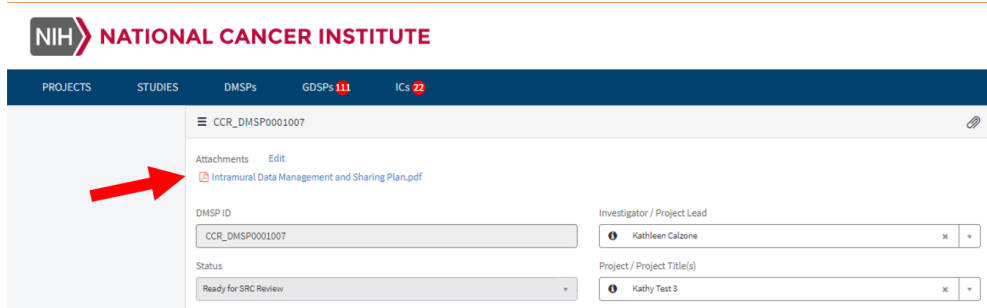 NIH NATIONAL CANCER INSTITUTE
PROJECTS STUDIES DMSPs GDSPs 111 ICs 22
CCR_DMSP0001007
Attachments Edit
Intramural Data Management and Sharing Plan.pdf
DMSP ID Investigator / Project Lead
CCR_DMSP0001007 Kathleen Calzone
Status Project / Project Title(s)
Ready for SRC Review Kathy Test 3